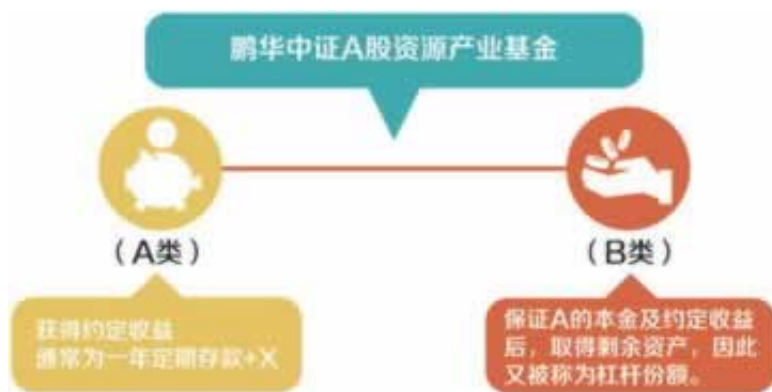 鹏华中证A股资源产业基金
（A类）
（B类）
获得约定收益
通常为一年定期存款+X
保证A的本金及约定收益
后，取得剩余资产，因此
又被称为杠杆份额。